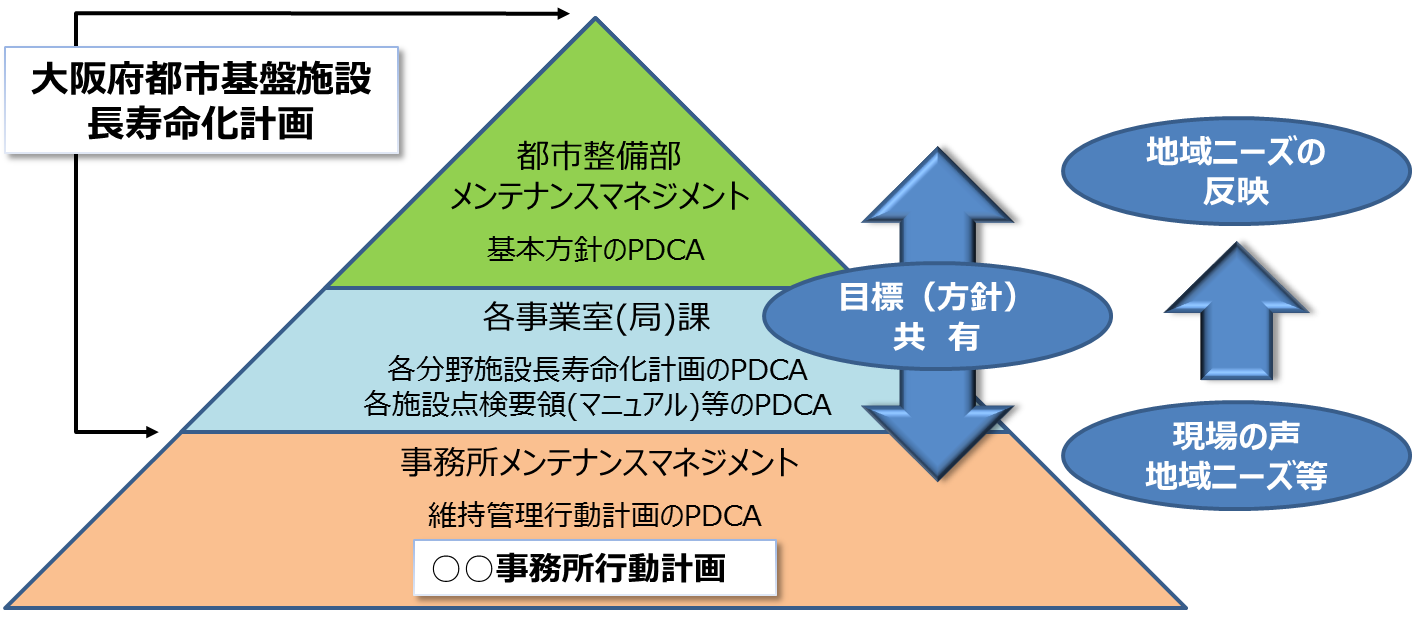 大阪府都市基盤施設
長寿命化計画
都市整備部
メンテナンスマネジメント
基本方針のPDCA
各事業室(局)課
各分野施設長寿命化計画のPDCA
各施設点検要領(マニュアル)等のPDCA
事務所メンテナンスマネジメント
維持管理行動計画のPDCA
○○事務所行動計画
目標（方針）
共 有
地域ニーズの
反映
現場の声
地域ニーズ等